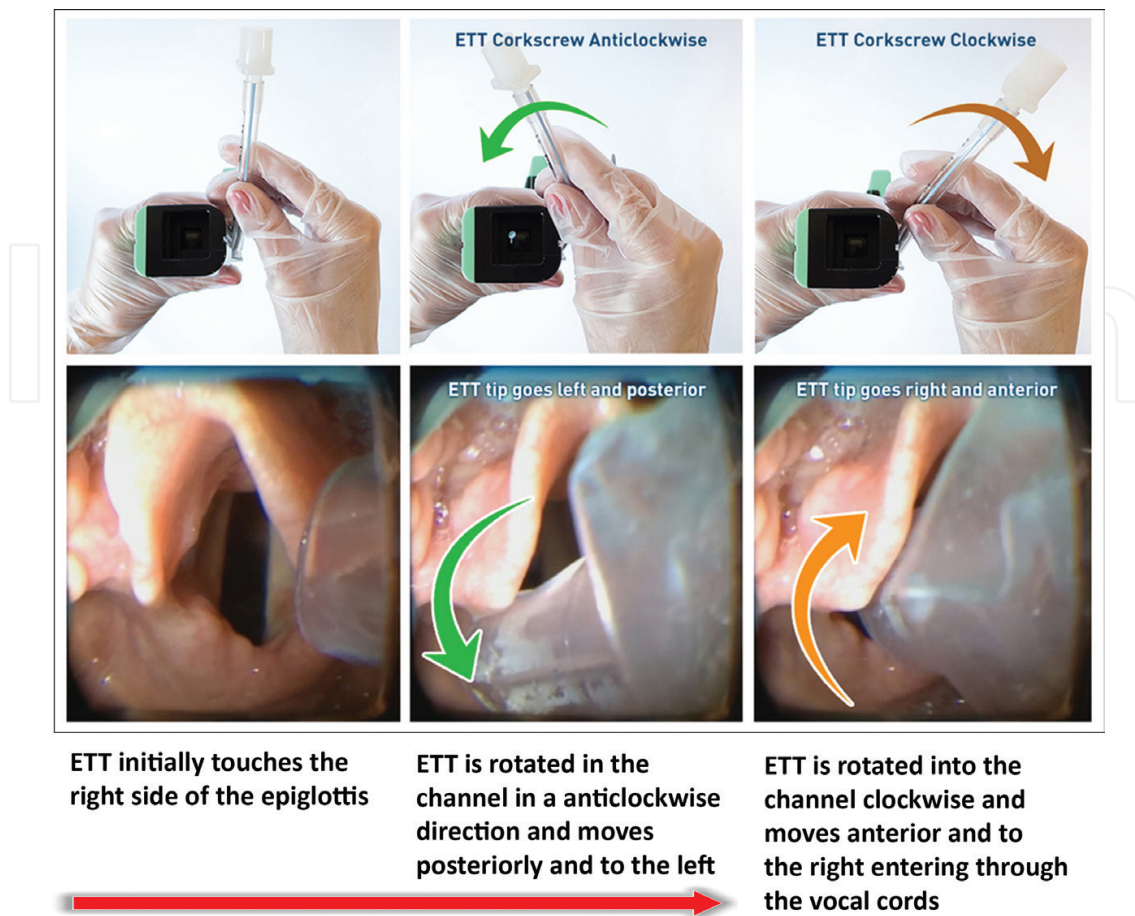 ETT Corkscrew Anticlockwise
ETT Corkscrew Clockwise
ETT tip goes left and posterior
ETT tip goes right and anterior
ETT initially touches the
right side of the epiglottis
ETT is rotated in the
channel in a anticlockwise
direction and moves
posteriorly and to the left
ETT is rotated into the
channel clockwise and
moves anterior and to
the right entering through
the vocal cords